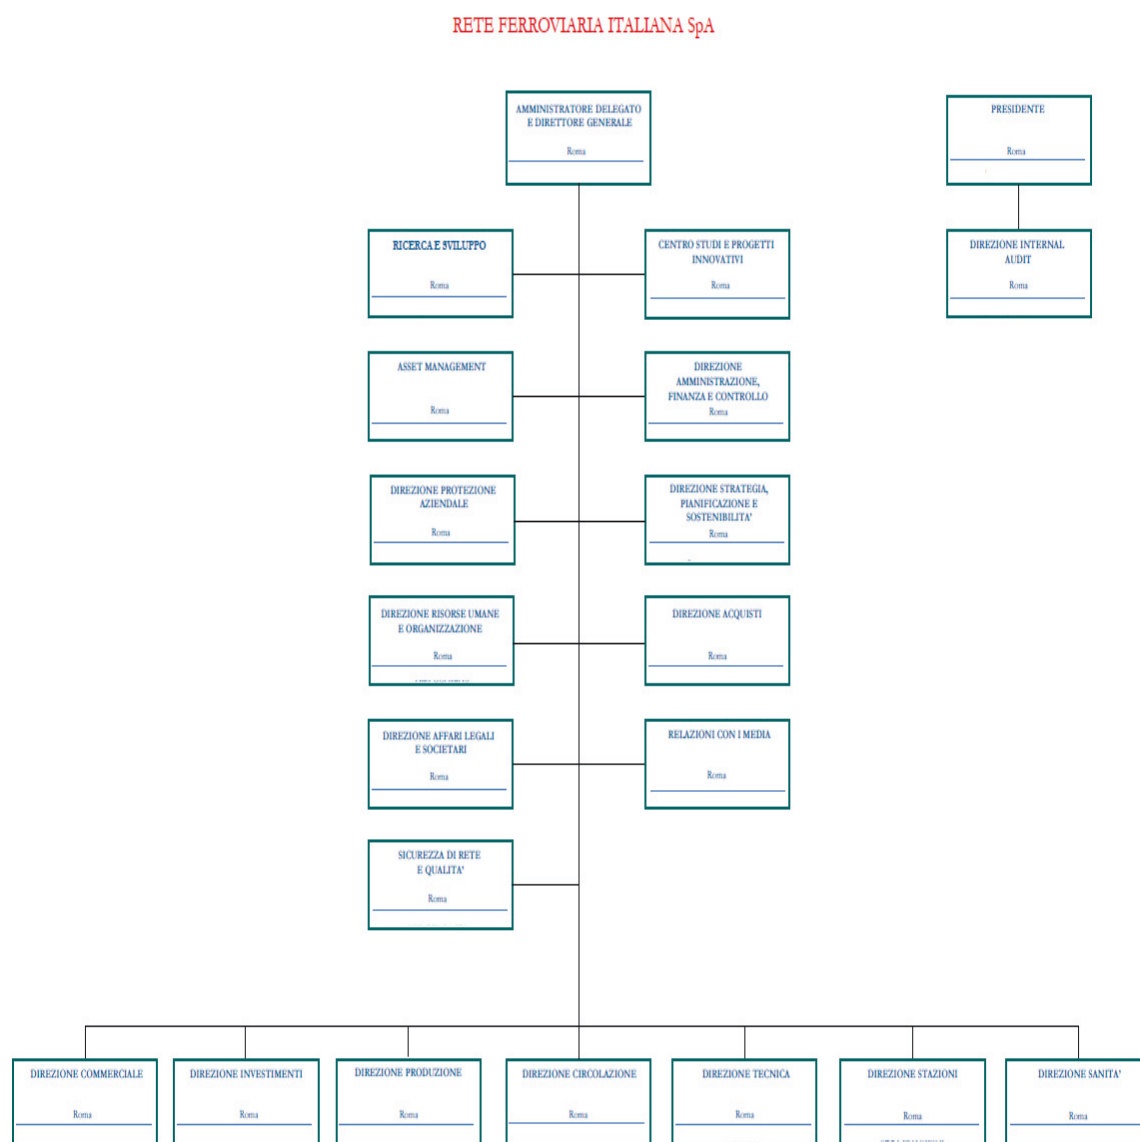 RETE FERROVIARIA ITALIANA SpA
AMMINISTRATORE DELEGATO
E DIRETTORE GENERALE
Roma
PRESIDENTE
Roma
RICERCA E SVILUPPO
Roma
CENTRO STUDI E PROGETTI
INNOVATIVI
Roma
DIREZIONE INTERNAL
AUDIT
Roma
ASSET MANAGEMENT
Roma
DIREZIONE
AMMINISTRAZIONE,
FINANZA E CONTROLLO
Roma
DIREZIONE PROTEZIONE
AZIENDALE
Roma
DIREZIONE STRATEGIA,
PIANIFICAZIONE E
SOSTENIBILITA'
Roma
DIREZIONE RISORSE UMANE
E ORGANIZZAZIONE
Roma
DIREZIONE ACQUISTI
Roma
DIREZIONE AFFARI LEGALI
E SOCIETARI
Roma
RELAZIONI CON I MEDIA
Roma
SICUREZZA DI RETE
E QUALITA'
Roma
DIREZIONE COMMERCIALE
Roma
DIREZIONE INVESTIMENTI
Roma
DIREZIONE PRODUZIONE
Roma
DIREZIONE CIRCOLAZIONE
Roma
DIREZIONE TECNICA
Roma
DIREZIONE STAZIONI
Roma
DIREZIONE SANITA'
Roma